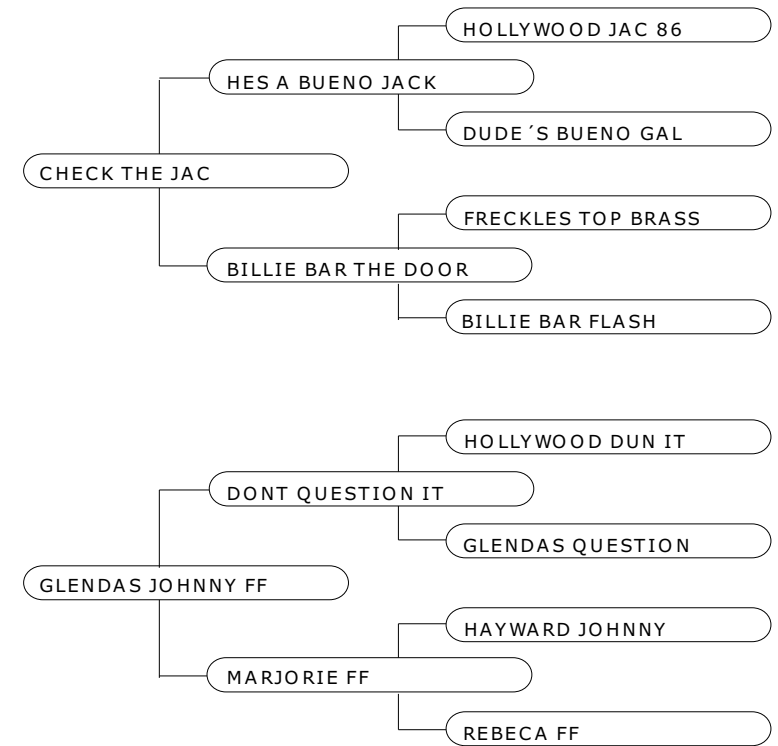 HOLLYWOOD JAC 86
HES A BUENO JACK
DUDE´S BUENO GAL
CHECK THE JAC
FRECKLES TOP BRASS
BILLIE BAR THE DOOR
BILLIE BAR FLASH
HOLLYWOOD DUN IT
DONT QUESTION IT
GLENDAS QUESTION
GLENDAS JOHNNY FF
HAYWARD JOHNNY
MARJORIE FF
REBECA FF